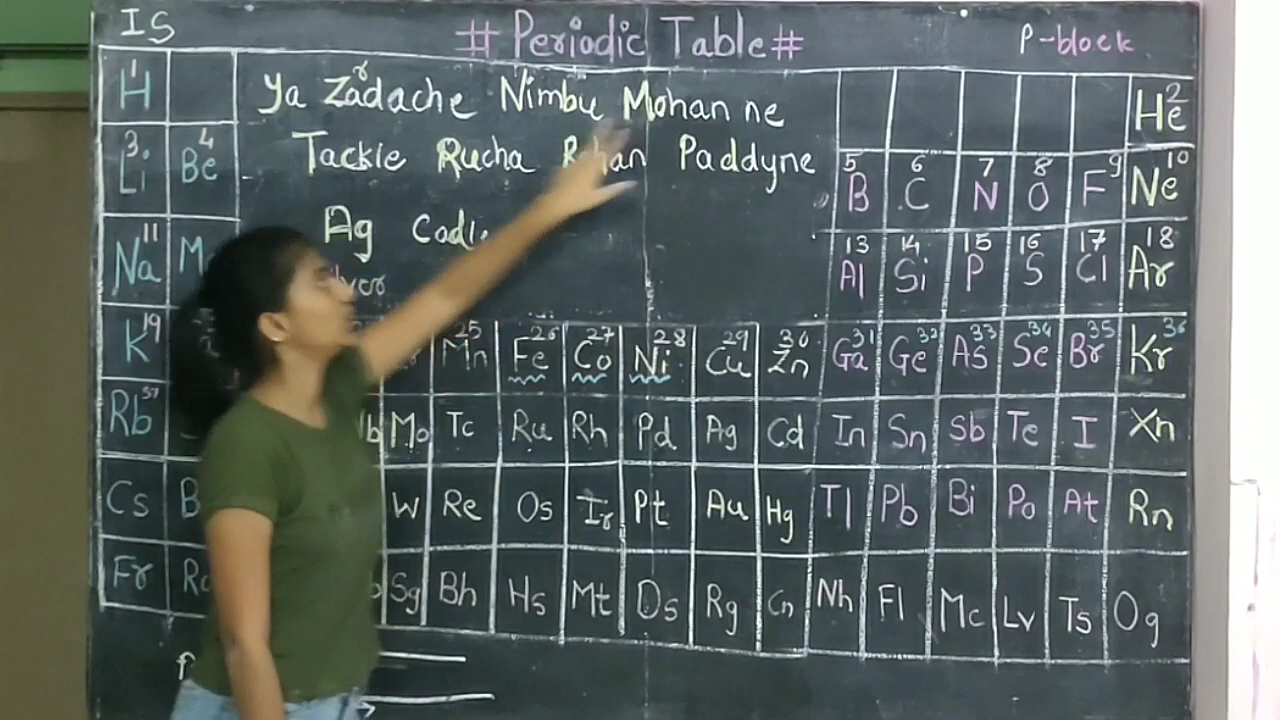 IS # Periodic Table # P-block
H 1 He 2
Ya Zradache Nimbu Mohan ne
Li 3 Be 4 Tackie Rucha Rohan Paddyne B 5 C 6 N 7 O 8 F 9 Ne 10
Na 11 M Ag Al 13 Si 14 P 15 S 16 Cl 17 Ar 18
K 19 Mn 25 Fe 26 Co 27 Ni 28 Cu 29 Zn 30 Ga 31 Ge 32 As 33 Se 34 Br 35 Kr 36
Rb 37 Mo Tc Ru Rh Pd Ag Cd In Sn Sb Te I Xn
Cs B W Re Os Ir Pt Au Hg Tl Pb Bi Po At Rn
Fr Ra Sg Bh Hs Mt Ds Rg Cn Nh Fl Mc Lv Ts Og